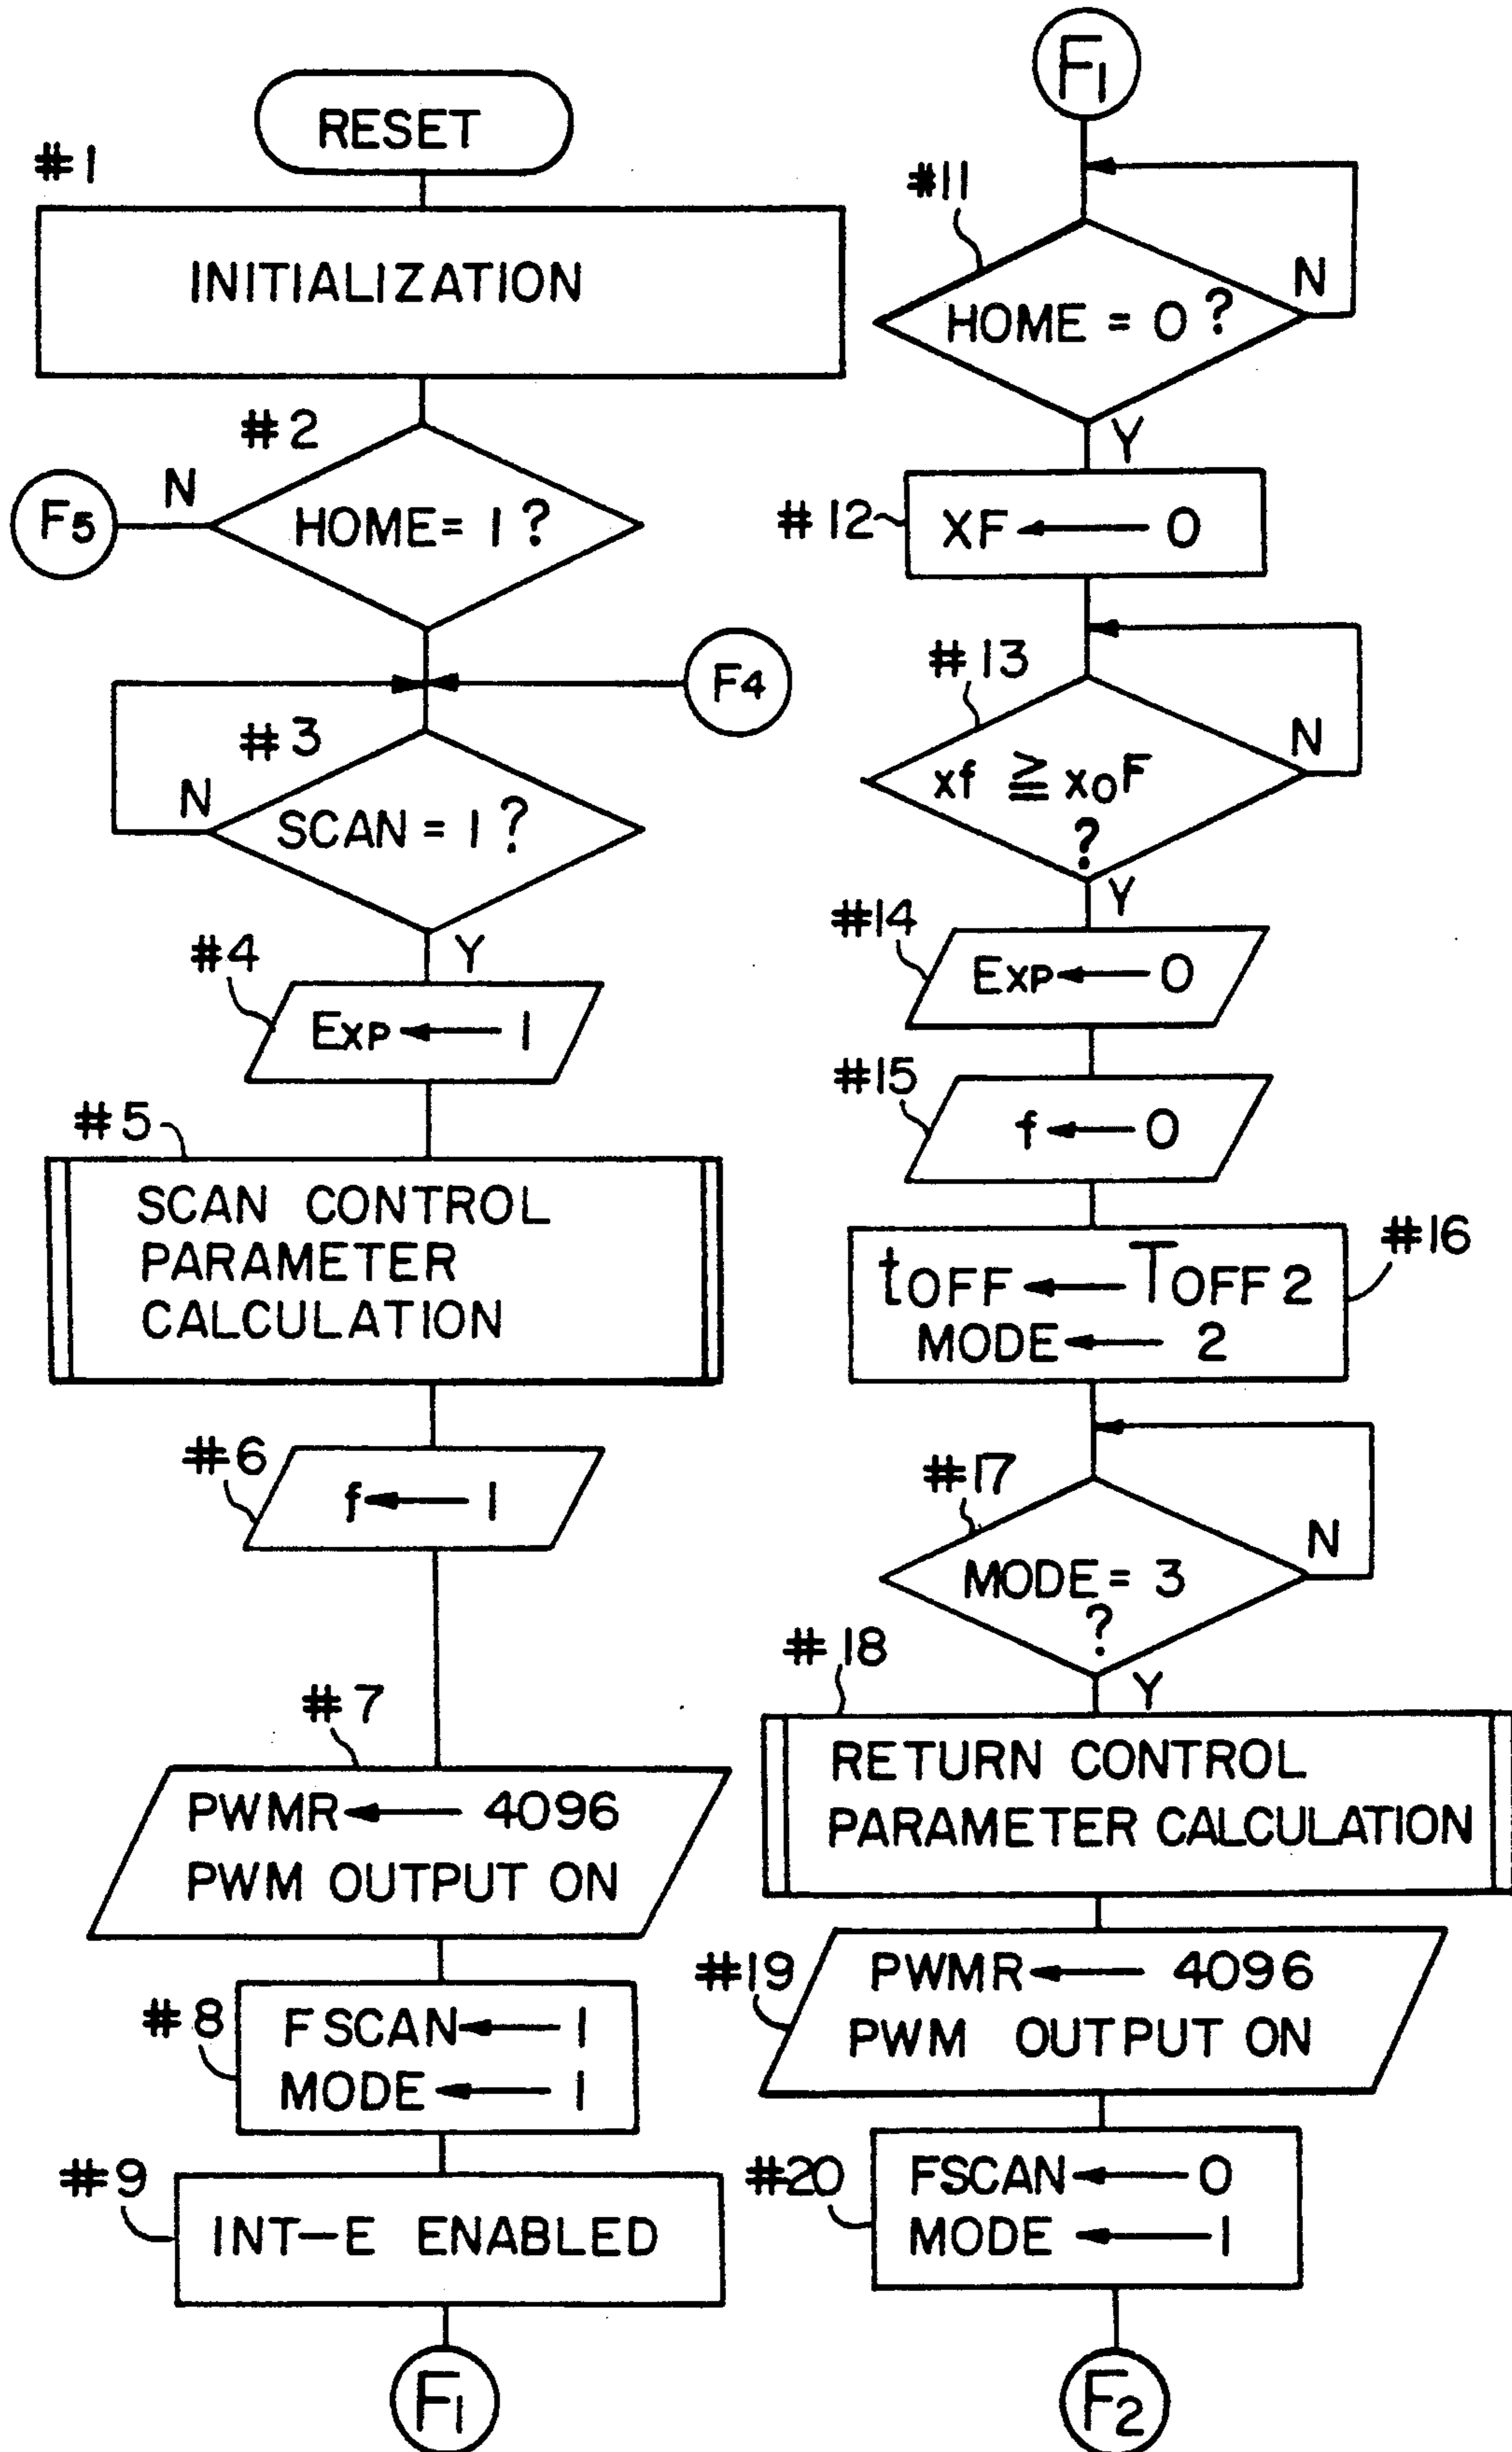 RESET
#1
INITIALIZATION
#2
N
F5
HOME = 1 ?
F4
#3
N
SCAN = 1 ?
Y
#4
EXP ← 1
#5
SCAN CONTROL
PARAMETER
CALCULATION
#6
f ← 1
#7
PWMR ← 4096
PWM OUTPUT ON
#8
FSCAN ← 1
MODE ← 1
#9
INT-E ENABLED
F1
F1
#11
N
HOME = 0 ?
Y
#12
XF ← 0
#13
N
xf ≧ x0F
?
Y
#14
EXP ← 0
#15
f ← 0
#16
tOFF ← TOFF2
MODE ← 2
#17
N
MODE = 3
?
Y
#18
RETURN CONTROL
PARAMETER CALCULATION
#19
PWMR ← 4096
PWM OUTPUT ON
#20
FSCAN ← 0
MODE ← 1
F2